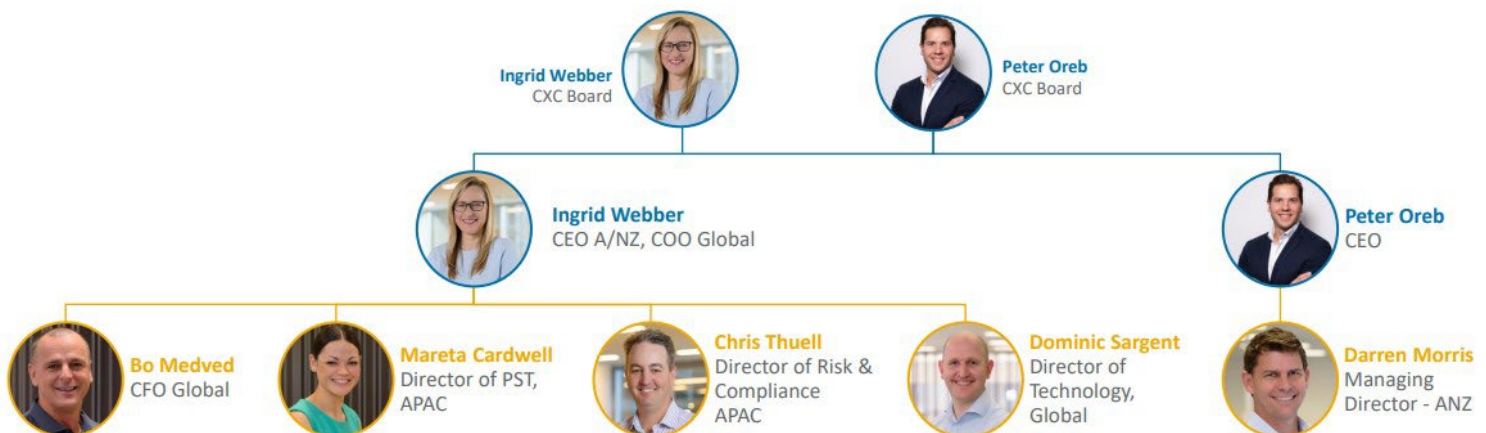 Ingrid Webber
CXC Board
Peter Oreb
CXC Board
Ingrid Webber
CEO A/NZ, COO Global
Peter Oreb
CEO
Bo Medved
CFO Global
Mareta Cardwell
Director of PST,
APAC
Chris Thuell
Director of Risk &
Compliance
APAC
Dominic Sargent
Director of
Technology,
Global
Darren Morris
Managing
Director - ANZ